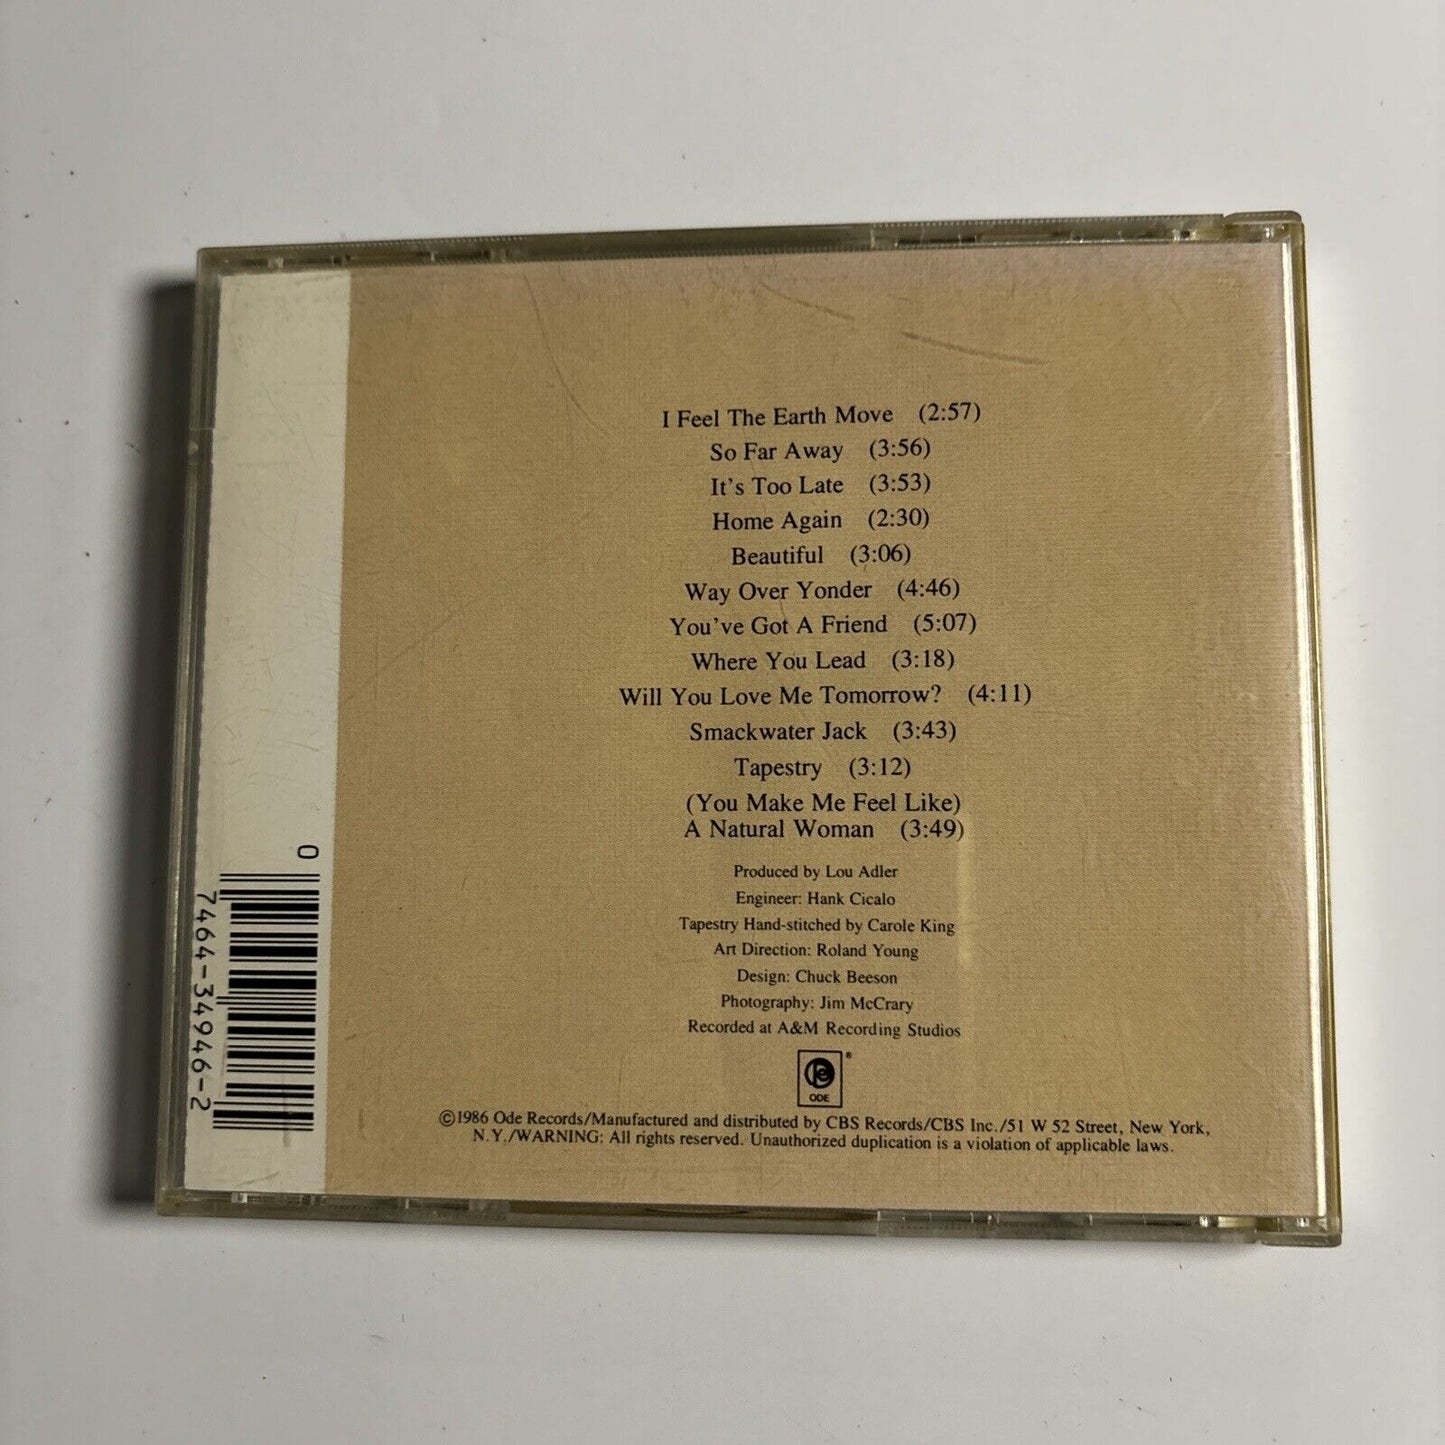 I Feel The Earth Move (2:57)
So Far Away (3:56)
It's Too Late (3:53)
Home Again (2:30)
Beautiful (3:06)
Way Over Yonder (4:46)
You've Got A Friend (5:07)
Where You Lead (3:18)
Will You Love Me Tomorrow? (4:11)
Smackwater Jack (3:43)
Tapestry (3:12)
(You Make Me Feel Like)
A Natural Woman (3:49)
Produced by Lou Adler
Engineer: Hank Cicalo
Tapestry Hand-stitched by Carole King
Art Direction: Roland Young
Design: Chuck Beeson
Photography: Jim McCrary
Recorded at A&M Recording Studios
®
ODE
©1986 Ode Records/Manufactured and distributed by CBS Records/CBS Inc./51 W 52 Street, New York,
N.Y./WARNING: All rights reserved. Unauthorized duplication is a violation of applicable laws.
0
7464-34946-2